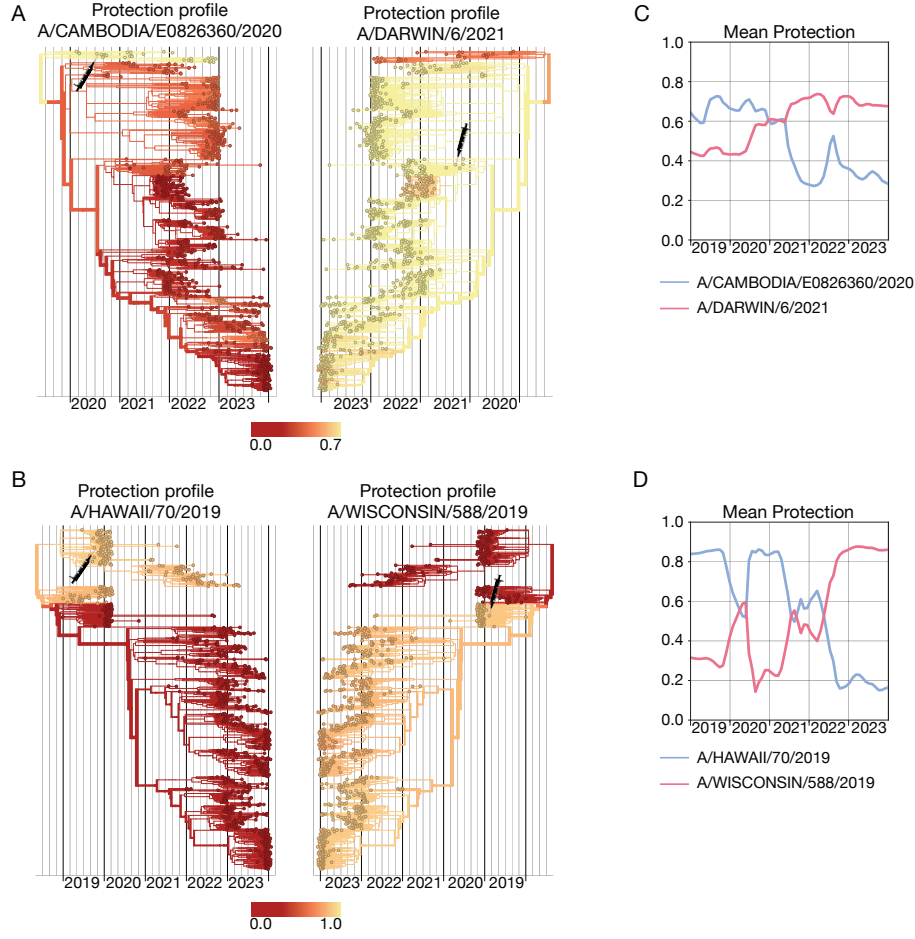 A
Protection profile
A/CAMBODIA/E0826360/2020
Protection profile
A/DARWIN/6/2021
2020 2021 2022 2023
2023 2022 2021 2020
0.0 0.7
C
Mean Protection
1.0
0.8
0.6
0.4
0.2
0.0
2019 2020 2021 2022 2023
A/CAMBODIA/E0826360/2020
A/DARWIN/6/2021
B
Protection profile
A/HAWAII/70/2019
Protection profile
A/WISCONSIN/588/2019
2019 2020 2021 2022 2023
2023 2022 2021 2020 2019
0.0 1.0
D
Mean Protection
1.0
0.8
0.6
0.4
0.2
0.0
2019 2020 2021 2022 2023
A/HAWAII/70/2019
A/WISCONSIN/588/2019